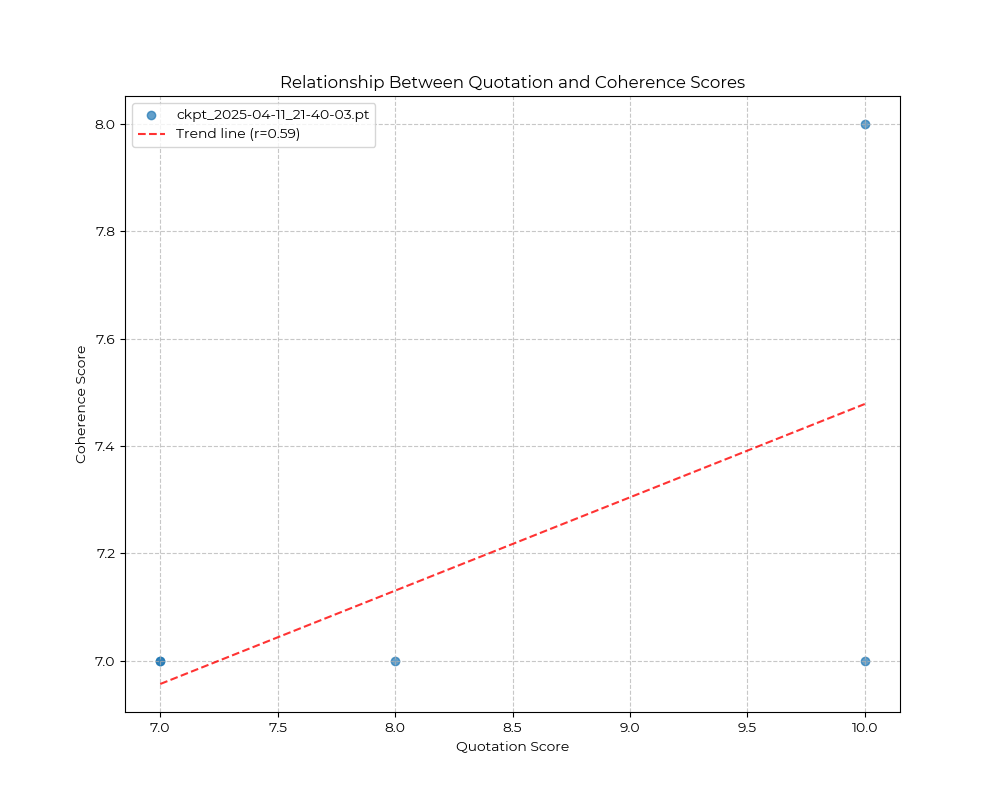 Relationship Between Quotation and Coherence Scores
ckpt_2025-04-11_21-40-03.pt
Trend line (r=0.59)
8.0
7.8
7.6
7.4
7.2
7.0
Coherence Score
7.0 7.5 8.0 8.5 9.0 9.5 10.0
Quotation Score